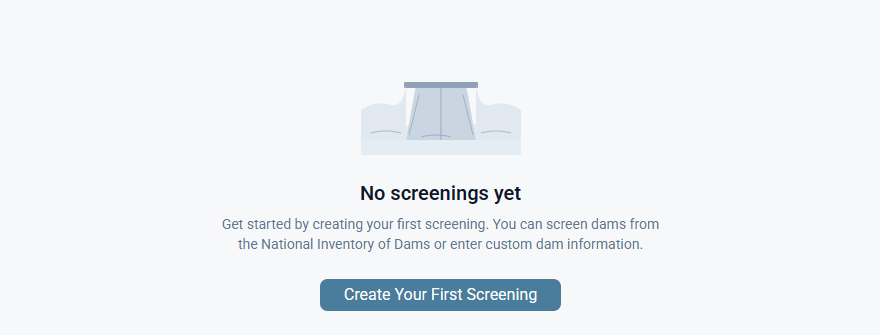 No screenings yet
Get started by creating your first screening. You can screen dams from
the National Inventory of Dams or enter custom dam information.
Create Your First Screening